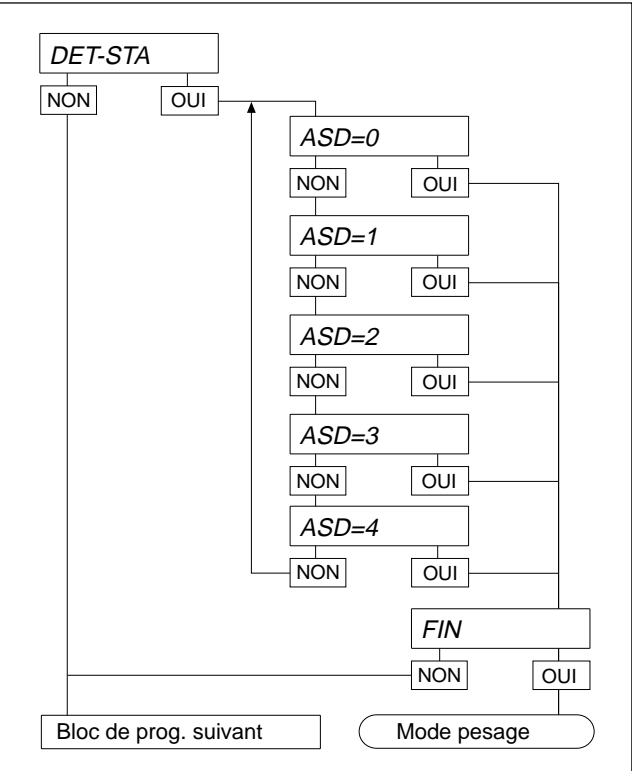 DET-STA
NON OUI
ASD=0
NON OUI
ASD=1
NON OUI
ASD=2
NON OUI
ASD=3
NON OUI
ASD=4
NON OUI
FIN
NON OUI
Bloc de prog. suivant Mode pesage